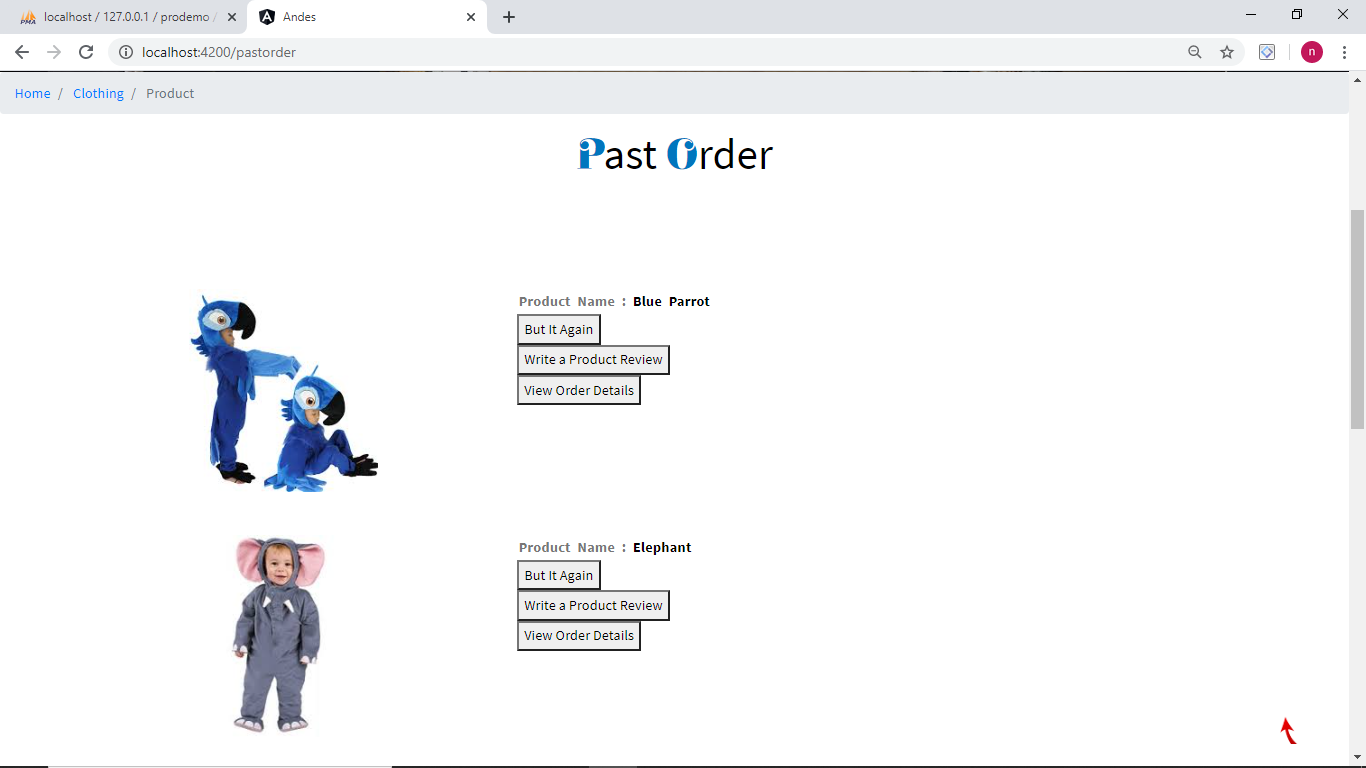 localhost / 127.0.0.1 / prodemo /
Andes
localhost:4200/pastorder
n
Home / Clothing / Product
Past Order
Product Name : Blue Parrot
But It Again
Write a Product Review
View Order Details
Product Name : Elephant
But It Again
Write a Product Review
View Order Details